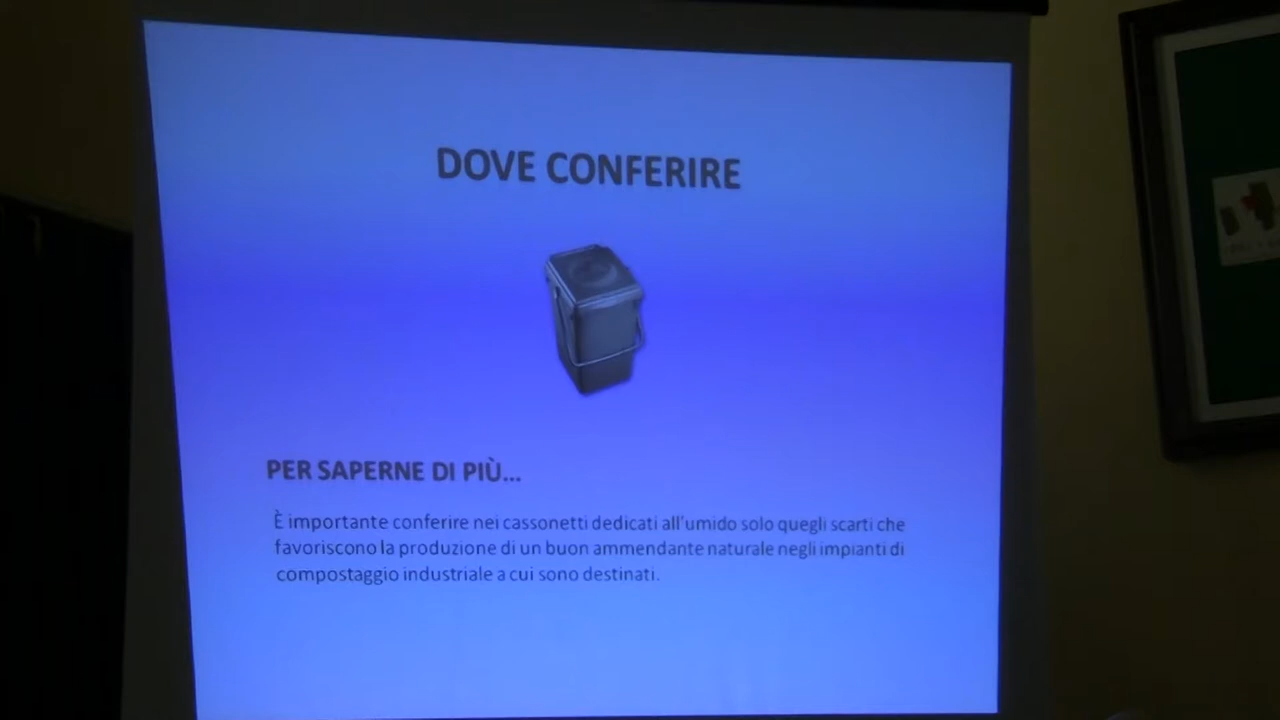 DOVE CONFERIRE
PER SAPERNE DI PIÙ...
È importante conferire nei cassonetti dedicati all'umido solo quegli scarti che
favoriscono la produzione di un buon ammendante naturale negli impianti di
compostaggio industriale a cui sono destinati.